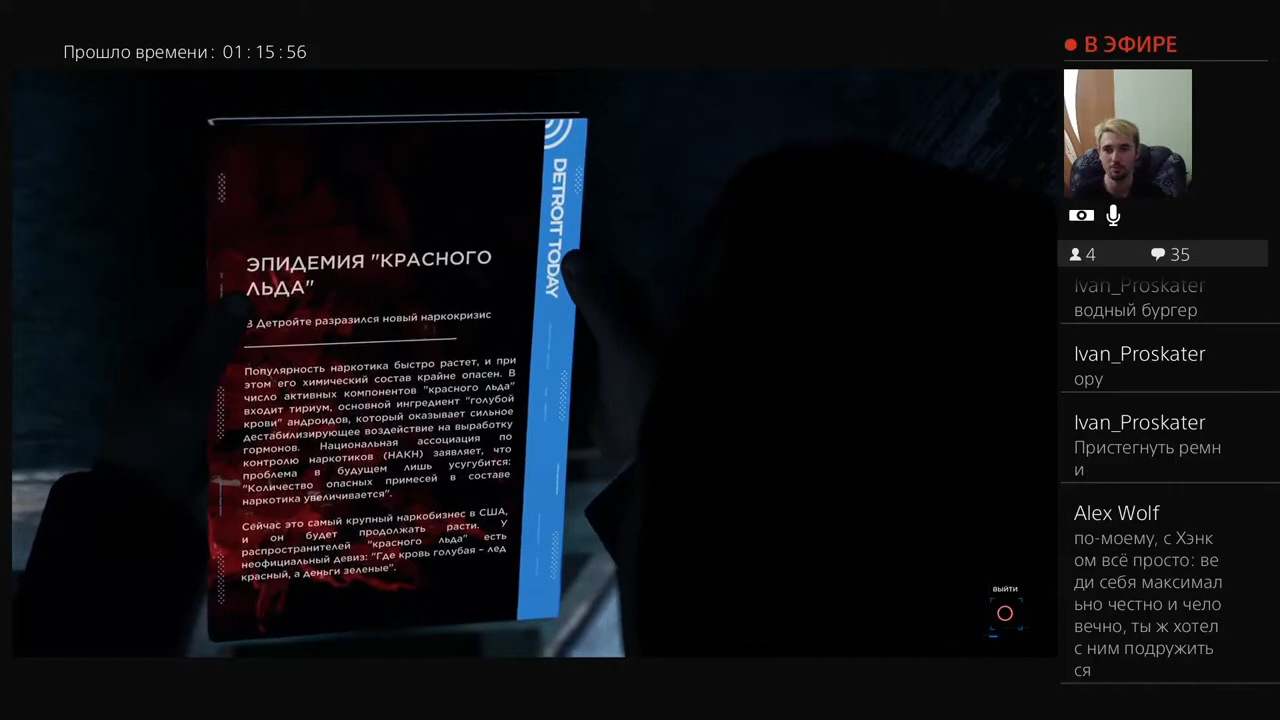 Прошло времени: 01:15:56
В ЭФИРЕ
DETROIT TODAY
ЭПИДЕМИЯ "КРАСНОГО
ЛЬДА"
В Детройте разразился новый наркокризис
Популярность наркотика быстро растет, и при
этом его химический состав крайне опасен. В
число активных компонентов "красного льда"
входит тириум, основной ингредиент "голубой
крови" андроидов, который оказывает сильное
дестабилизирующее воздействие на выработку
гормонов. Национальная ассоциация по
контролю наркотиков (НАКН) заявляет, что
проблема в будущем лишь усугубится:
"Количество опасных примесей в составе
наркотика увеличивается".
Сейчас это самый крупный наркобизнес в США,
и он будет продолжать расти. У
распространителей "красного льда" есть
неофициальный девиз: "Где кровь голубая – лед
красный, а деньги зеленые".
ВЫЙТИ
4 35
Ivan_Proskater
водный бургер
Ivan_Proskater
ору
Ivan_Proskater
Пристегнуть ремн
и
Alex Wolf
по-моему, с Хэнк
ом всё просто: ве
ди себя максимал
ьно честно и чело
вечно, ты ж хотел
с ним подружить
ся